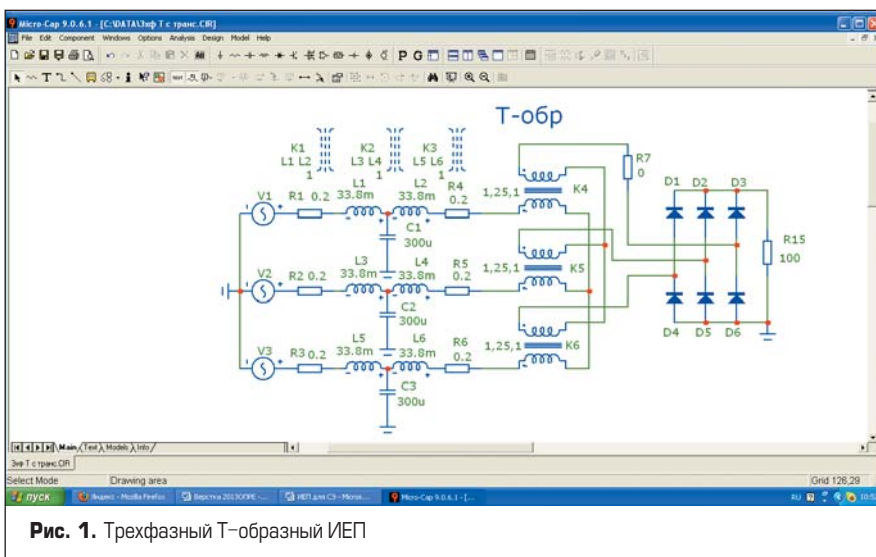 Micro-Cap 9.0.6.1 - [C:\DATA\3хф Т с транс.CIR]
File Edit Component Windows Options Analysis Design Model Help
Т-обр
K1
L1 L2
1
K2
L3 L4
1
K3
L5 L6
1
V1
R1 0.2
L1
33.8m
L2
33.8m
R4
0.2
C1
300u
1,25,1
K4
R7
0
D1 D2 D3
R15
100
V2
R2 0.2
L3
33.8m
L4
33.8m
R5
0.2
C2
300u
1,25,1
K5
V3
R3 0.2
L5
33.8m
L6
33.8m
R6
0.2
C3
300u
1,25,1
K6
D4 D5 D6
Main Text Models Info
3хф Т с транс.CIR
Select Mode Drawing area Grid 126,29
пуск Яндекс - Mozilla Firefox Micro-Cap 9.0.6.1 - [... RU
Рис. 1. Трехфазный Т-образный ИЕП